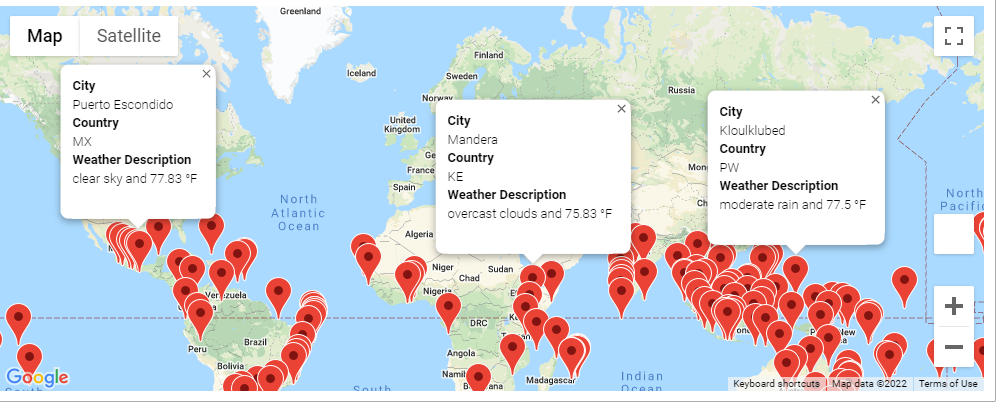 Map
Satellite
Greenland
Iceland
Finland
Sweden
Norway
Russia
United
Kingdom
City
Puerto Escondido
Country
MX
Weather Description
clear sky and 77.83 °F
City
Mandera
Country
KE
Weather Description
overcast clouds and 75.83 °F
City
Kloulklubed
Country
PW
Weather Description
moderate rain and 77.5 °F
France
Spain
North
Atlantic
Ocean
North
Pacific
Algeria
Niger
Chad
Sudan
Nigeria
Venezuela
DRC
Peru
Brazil
Bolivia
Angola
Botswana
Madagascar
Indian
Ocean
South
Google
Keyboard shortcuts
Map data ©2022
Terms of Use